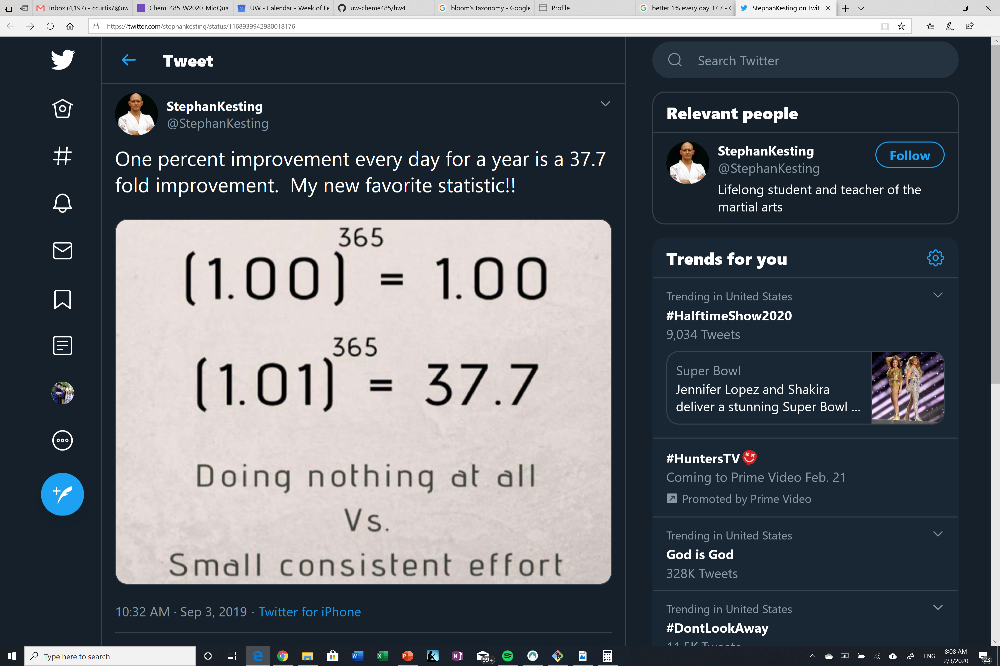 Inbox (4,197) - ccurtis7@uw
ChemE485_W2020_MidQua
2
UW - Calendar - Week of Fe
uw-cheme485/hw4
bloom's taxonomy - Google
Profile
better 1% every day 37.7 - G
StephanKesting on Twit
https://twitter.com/stephankesting/status/1168939942980018176
Tweet
StephanKesting
@StephanKesting
One percent improvement every day for a year is a 37.7
fold improvement.  My new favorite statistic!!
(1.00)^365 = 1.00
(1.01)^365 = 37.7
Doing nothing at all
Vs.
Small consistent effort
10:32 AM · Sep 3, 2019 · Twitter for iPhone
Search Twitter
Relevant people
StephanKesting
@StephanKesting
Follow
Lifelong student and teacher of the
martial arts
Trends for you
Trending in United States
#HalftimeShow2020
9,034 Tweets
Super Bowl
Jennifer Lopez and Shakira
deliver a stunning Super Bowl ...
#HuntersTV
Coming to Prime Video Feb. 21
Promoted by Prime Video
Trending in United States
God is God
328K Tweets
Trending in United States
#DontLookAway
11.5K Tweets
Type here to search
99+
ENG
8:08 AM
2/3/2020
23